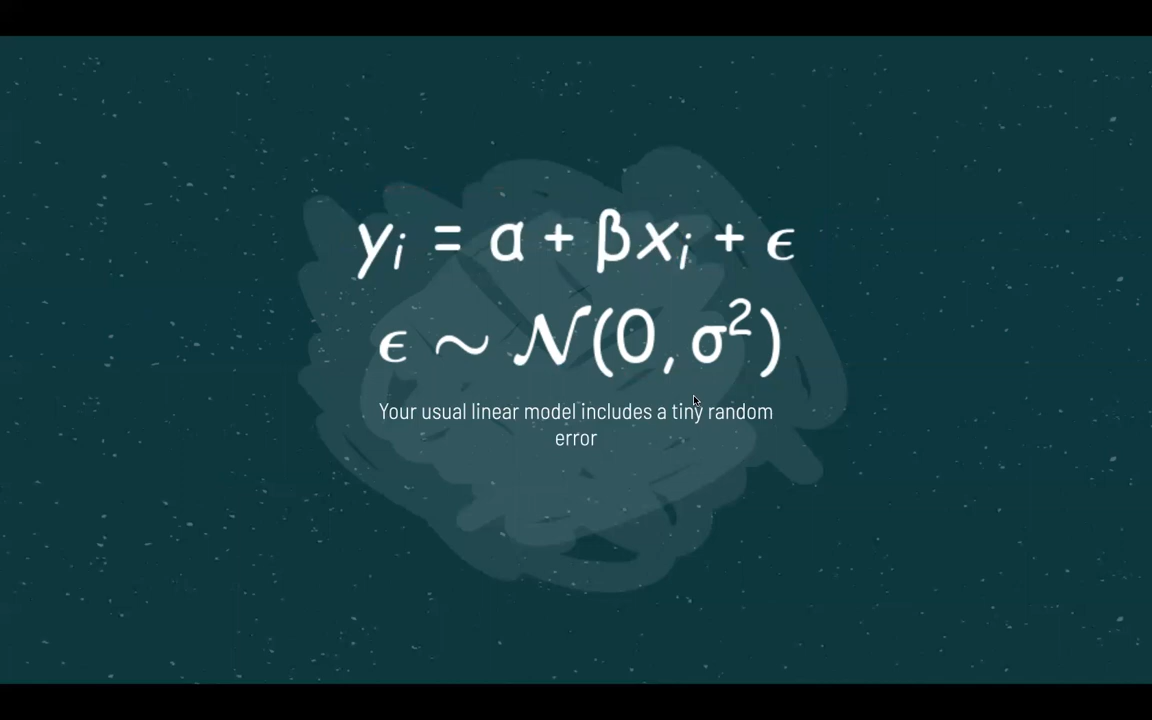 yᵢ = α + βxᵢ + ϵ
ϵ ~ 𝒩(0, σ²)
Your usual linear model includes a tiny random
error